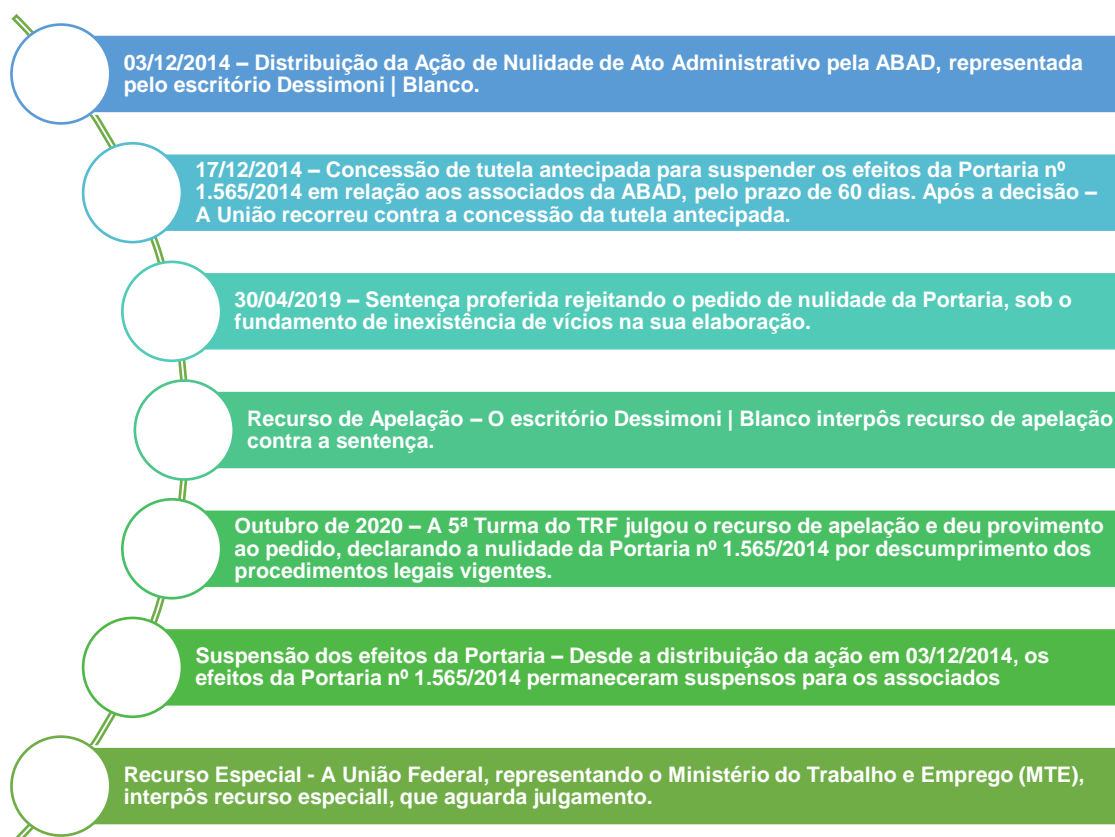 03/12/2014 – Distribuição da Ação de Nulidade de Ato Administrativo pela ABAD, representada
pelo escritório Dessimoni | Blanco.
17/12/2014 – Concessão de tutela antecipada para suspender os efeitos da Portaria nº
1.565/2014 em relação aos associados da ABAD, pelo prazo de 60 dias. Após a decisão –
A União recorreu contra a concessão da tutela antecipada.
30/04/2019 – Sentença proferida rejeitando o pedido de nulidade da Portaria, sob o
fundamento de inexistência de vícios na sua elaboração.
Recurso de Apelação – O escritório Dessimoni | Blanco interpôs recurso de apelação
contra a sentença.
Outubro de 2020 – A 5ª Turma do TRF julgou o recurso de apelação e deu provimento
ao pedido, declarando a nulidade da Portaria nº 1.565/2014 por descumprimento dos
procedimentos legais vigentes.
Suspensão dos efeitos da Portaria – Desde a distribuição da ação em 03/12/2014, os
efeitos da Portaria nº 1.565/2014 permaneceram suspensos para os associados
Recurso Especial - A União Federal, representando o Ministério do Trabalho e Emprego (MTE),
interpôs recurso especiall, que aguarda julgamento.